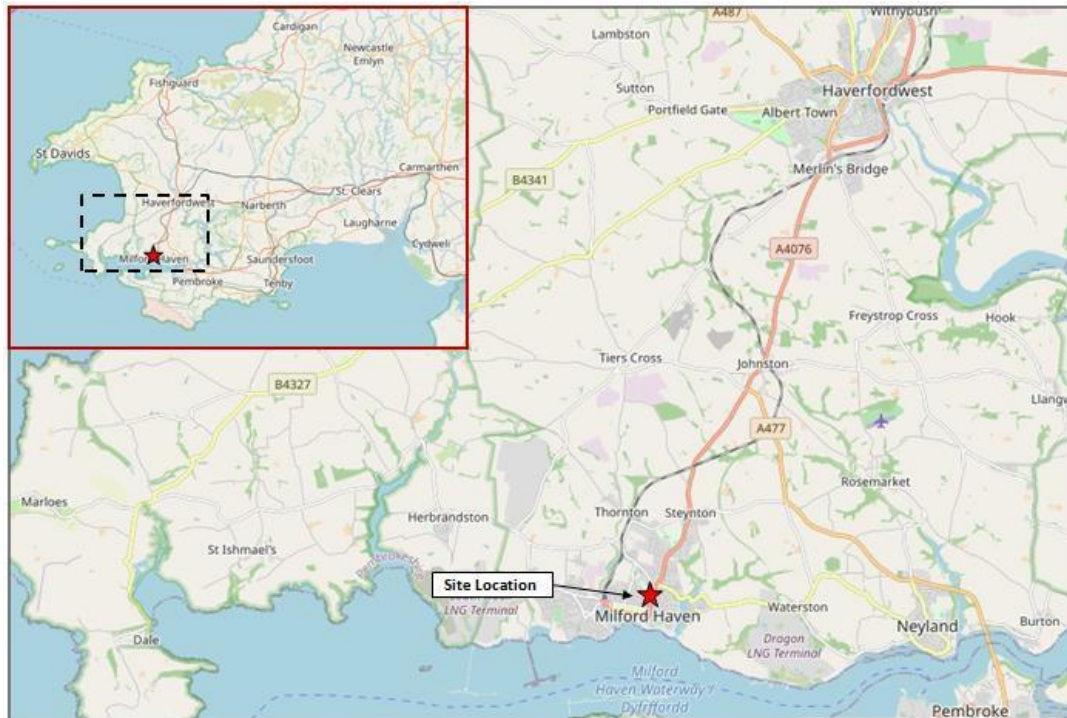 Cardigan
Newcastle
Emlyn
Fishguard
St Davids
Carmarthen
St. Clears
Haverfordwest
Narberth
Laugharne
Cydweli
Milford Haven
Saundersfoot
Pembroke
Tenby
A487
Withybush
Lambston
Sutton
Haverfordwest
Portfield Gate
Albert Town
B4341
Merlin's Bridge
A4076
Freystrop Cross
Hook
Tiers Cross
Johnston
B4327
Llangw
A477
Marloes
Rosemarket
Herbrandston
Thornton
Steynton
St Ishmael's
Site Location
LNG Terminal
Milford Haven
Waterston
Neyland
Burton
Dale
Dragon
LNG Terminal
Milford
Haven Waterway /
Dyfrffordd
Pembroke